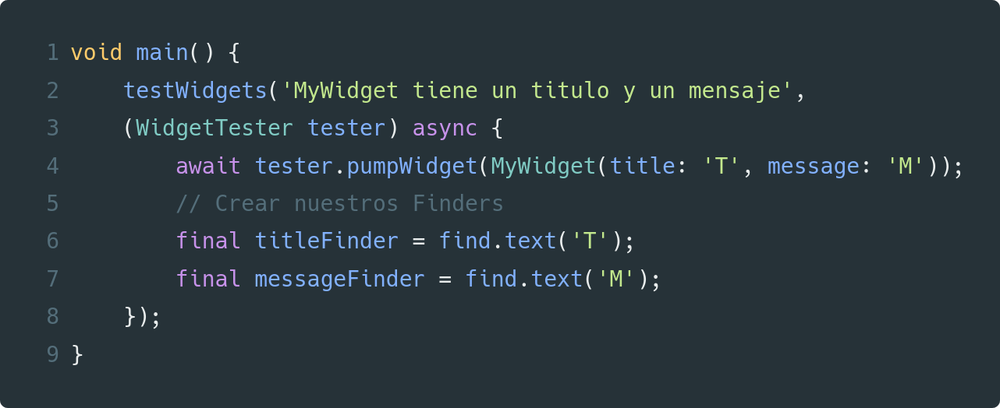 1 void main() {
2     testWidgets('MyWidget tiene un titulo y un mensaje',
3     (WidgetTester tester) async {
4         await tester.pumpWidget(MyWidget(title: 'T', message: 'M'));
5         // Crear nuestros Finders
6         final titleFinder = find.text('T');
7         final messageFinder = find.text('M');
8     });
9 }